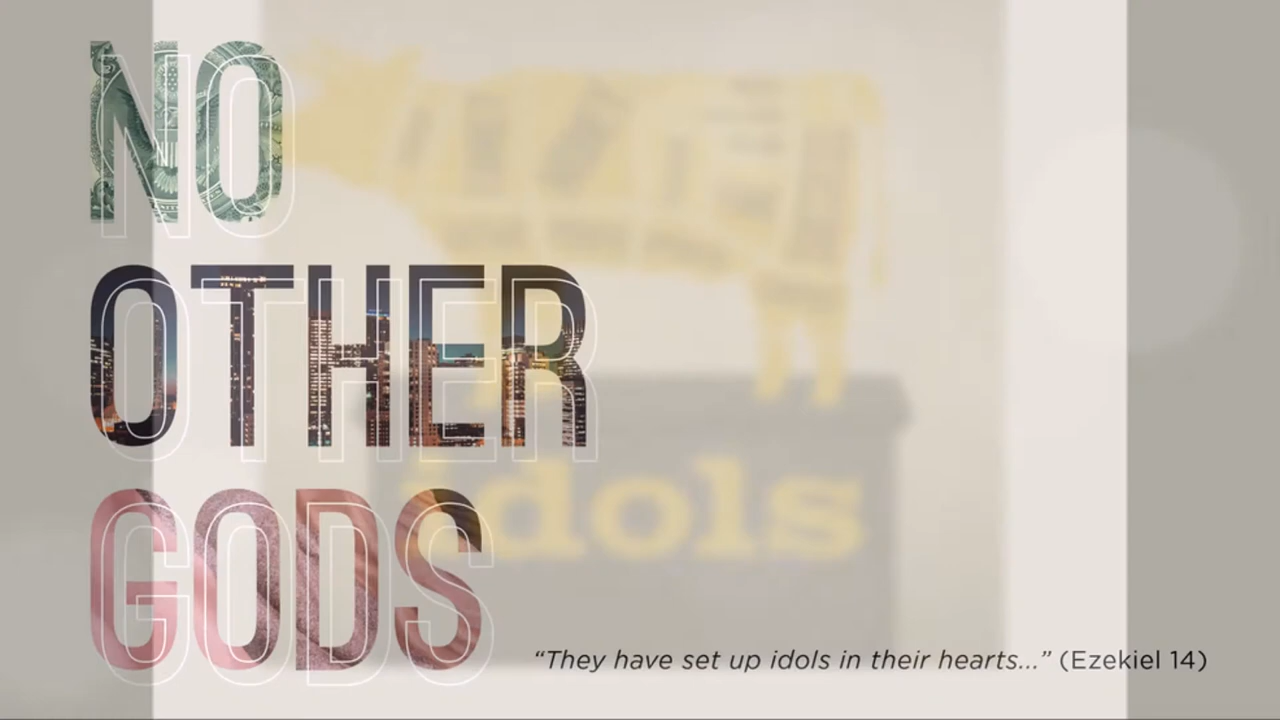 NO
OTHER
GODS
idols
“They have set up idols in their hearts...” (Ezekiel 14)